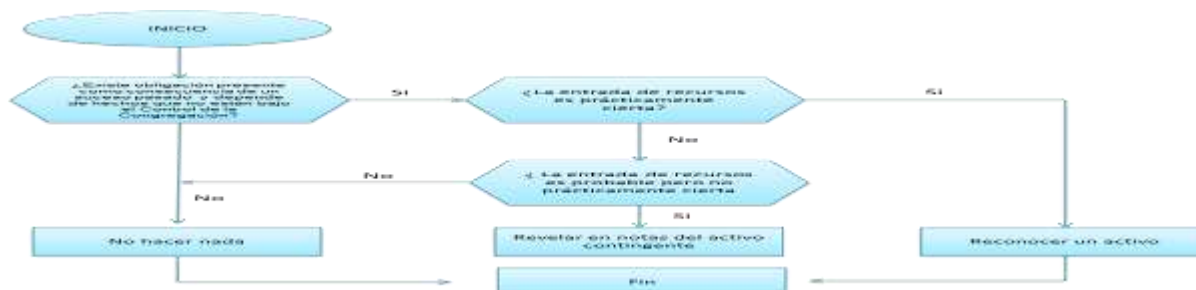 INICIO
¿Existe obligación presente
como consecuencia de un
suceso pasado o depende
de hechos que no estén bajo
el Control de la
Congregación?
Si
¿La entrada de recursos
es prácticamente
cierta?
Si
No
¿ La entrada de recursos
es probable pero no
prácticamente cierta
No
No
Si
No hacer nada
Revelar en notas del activo
contingente
Reconocer un activo
Fin